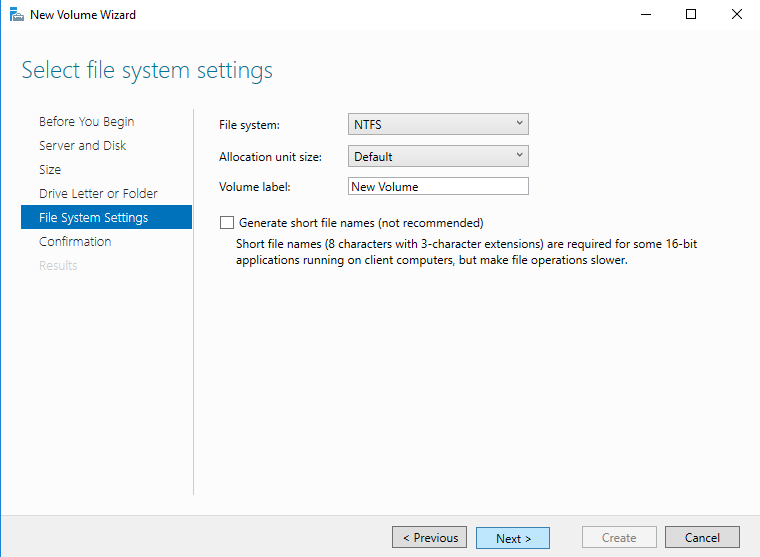 New Volume Wizard
Select file system settings
Before You Begin
Server and Disk
Size
Drive Letter or Folder
File System Settings
Confirmation
Results
File system:
NTFS
Allocation unit size:
Default
Volume label:
New Volume
Generate short file names (not recommended)
Short file names (8 characters with 3-character extensions) are required for some 16-bit
applications running on client computers, but make file operations slower.
< Previous
Next >
Create
Cancel